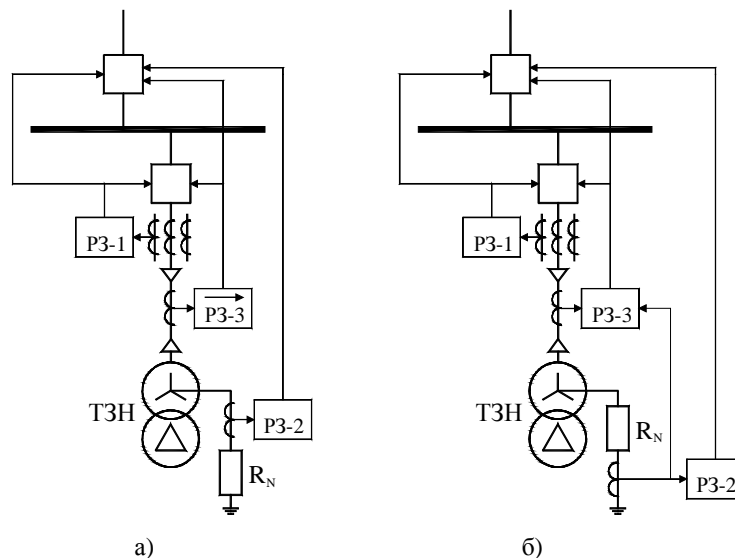 РЗ-1
РЗ-3
ТЗН
РЗ-2
R_N
а)
РЗ-1
РЗ-3
ТЗН
R_N
РЗ-2
б)